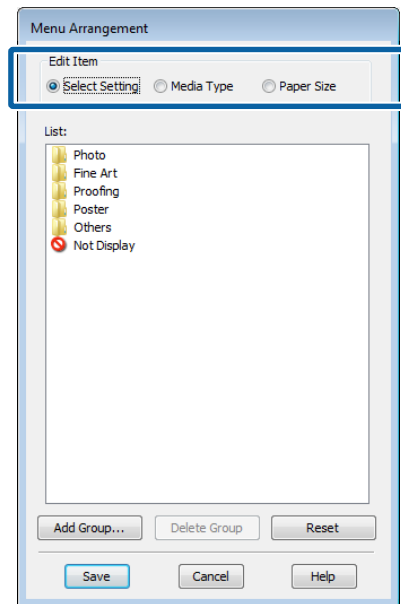 Menu Arrangement
Edit Item
Select Setting Media Type Paper Size
List:
Photo
Fine Art
Proofing
Poster
Others
Not Display
Add Group... Delete Group Reset
Save Cancel Help